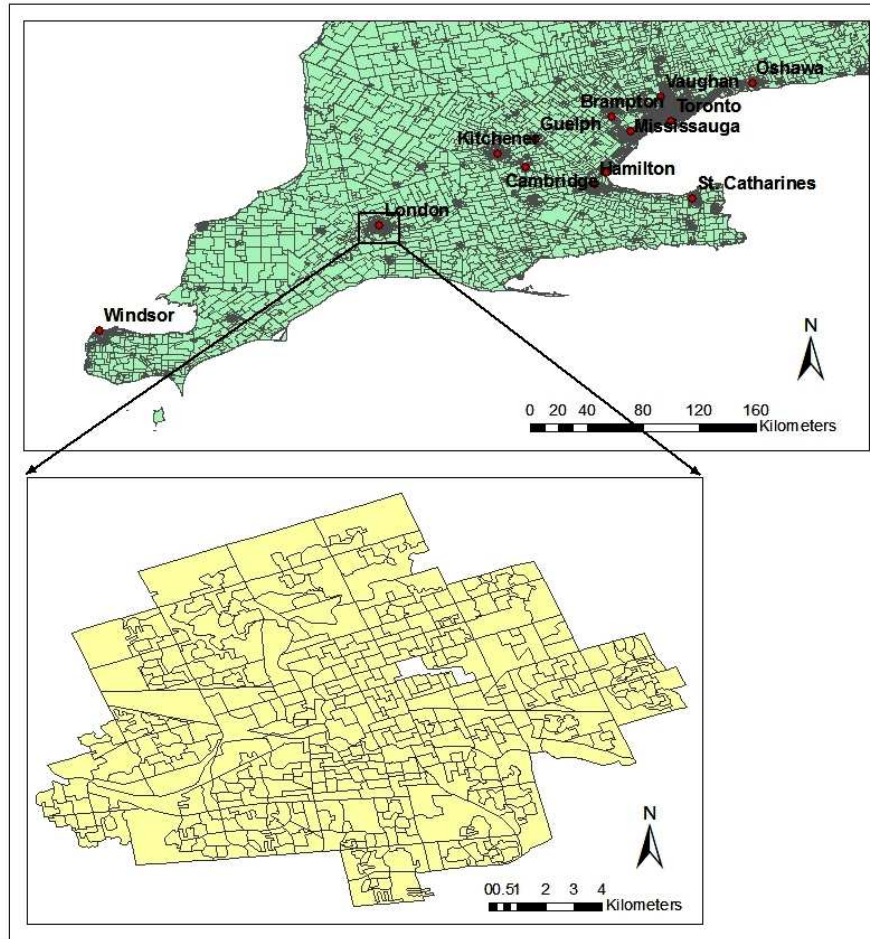 Oshawa
Vaughan
Brampton
Toronto
Guelph
Mississauga
Kitchener
Hamilton
Cambridge
St. Catharines
London
Windsor
N
0 20 40 80 120 160
Kilometers
N
00.51 2 3 4
Kilometers